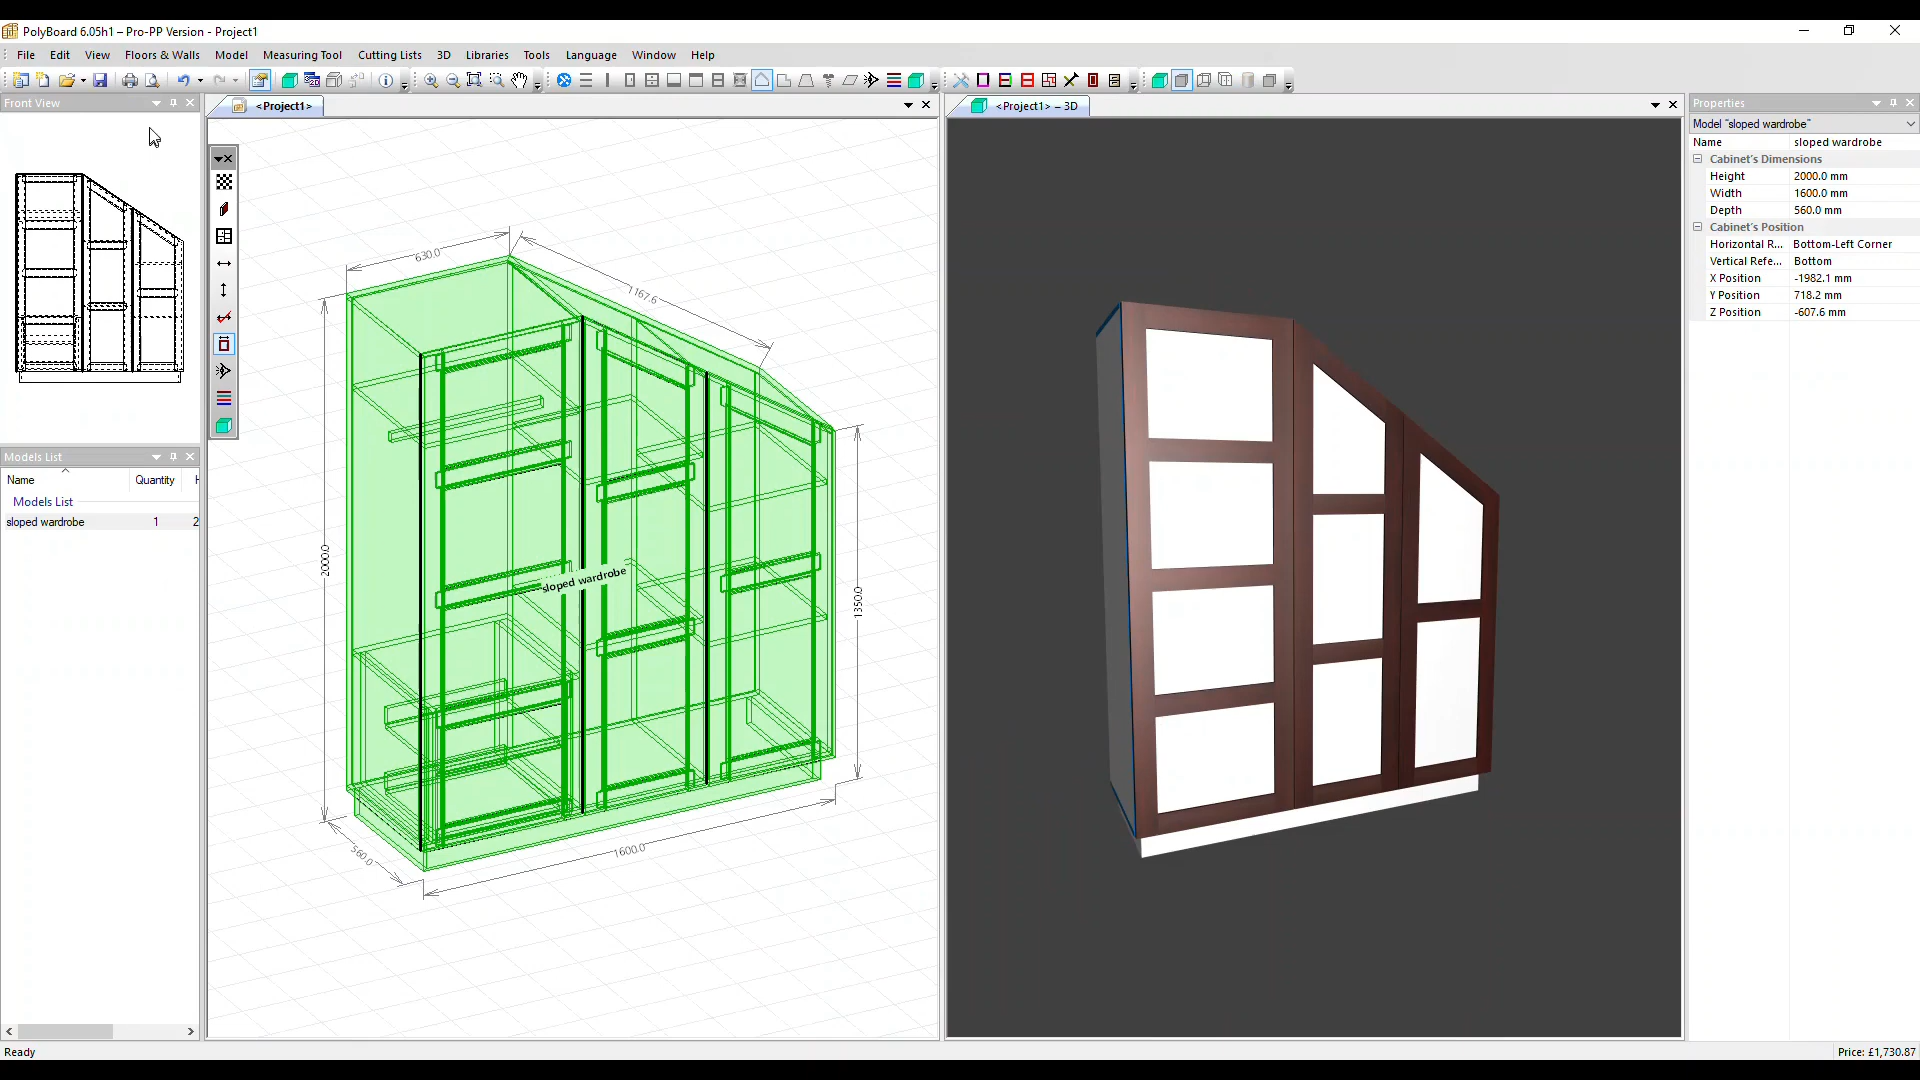 PolyBoard 6.05h1 – Pro-PP Version - Project1
File Edit View Floors & Walls Model Measuring Tool Cutting Lists 3D Libraries Tools Language Window Help
Front View
Models List
Name Quantity H
Models List
sloped wardrobe 1 2
<Project1>
630.0
1167.6
2000.0
sloped wardrobe
1350.0
560.0
1600.0
<Project1> – 3D
Properties
Model "sloped wardrobe"
Name sloped wardrobe
Cabinet's Dimensions
Height 2000.0 mm
Width 1600.0 mm
Depth 560.0 mm
Cabinet's Position
Horizontal R... Bottom-Left Corner
Vertical Refe... Bottom
X Position -1982.1 mm
Y Position 718.2 mm
Z Position -607.6 mm
Ready
Price: £1,730.87